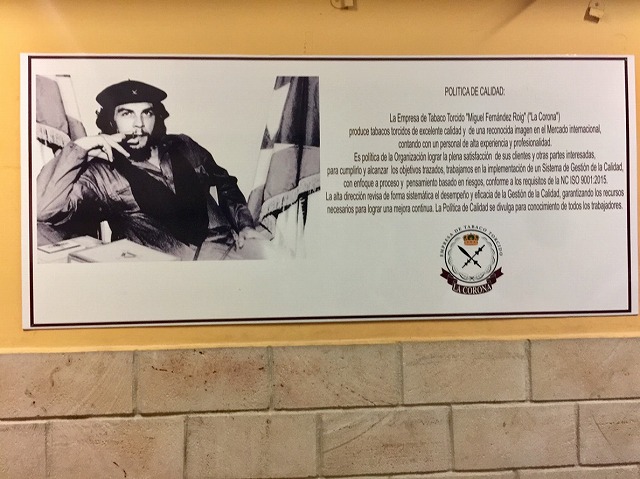 POLITICA DE CALIDAD:
La Empresa de Tabaco Torcido "Miguel Fernández Roig" ("La Corona")
produce tabacos torcidos de excelente calidad y de una reconocida imagen en el Mercado internacional,
contando con un personal de alta experiencia y profesionalidad.
Es política de la Organización lograr la plena satisfacción de sus clientes y otras partes interesadas,
para cumplirlo y alcanzar los objetivos trazados, trabajamos en la implementación de un Sistema de Gestión de la Calidad,
con enfoque a proceso y pensamiento basado en riesgos, conforme a los requisitos de la NC ISO 9001:2015.
La alta dirección revisa de forma sistemática el desempeño y eficacia de la Gestión de la Calidad, garantizando los recursos
necesarios para lograr una mejora continua. La Política de Calidad se divulga para conocimiento de todos los trabajadores.
EMPRESA DE TABACO TORCIDO
LA CORONA